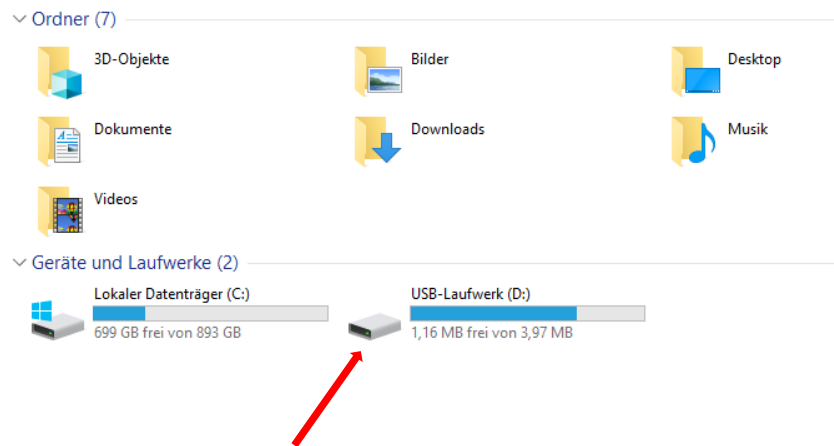 Ordner (7)
3D-Objekte
Bilder
Desktop
Dokumente
Downloads
Musik
Videos
Geräte und Laufwerke (2)
Lokaler Datenträger (C:)
699 GB frei von 893 GB
USB-Laufwerk (D:)
1,16 MB frei von 3,97 MB